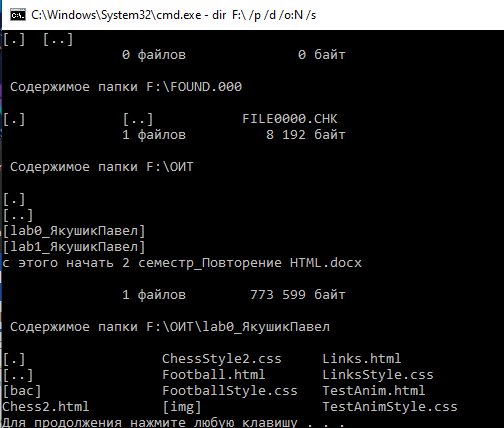 C:\Windows\System32\cmd.exe - dir F:\ /p /d /o:N /s
[.] [..]
0 файлов 0 байт
Содержимое папки F:\FOUND.000
[.] [..] FILE0000.CHK
1 файлов 8 192 байт
Содержимое папки F:\ОИТ
[.]
[..]
[lab0_ЯкушикПавел]
[lab1_ЯкушикПавел]
с этого начать 2 семестр_Повторение HTML.docx
1 файлов 773 599 байт
Содержимое папки F:\ОИТ\lab0_ЯкушикПавел
[.] ChessStyle2.css Links.html
[..] Football.html LinksStyle.css
[bac] FootballStyle.css TestAnim.html
Chess2.html [img] TestAnimStyle.css
Для продолжения нажмите любую клавишу . . .